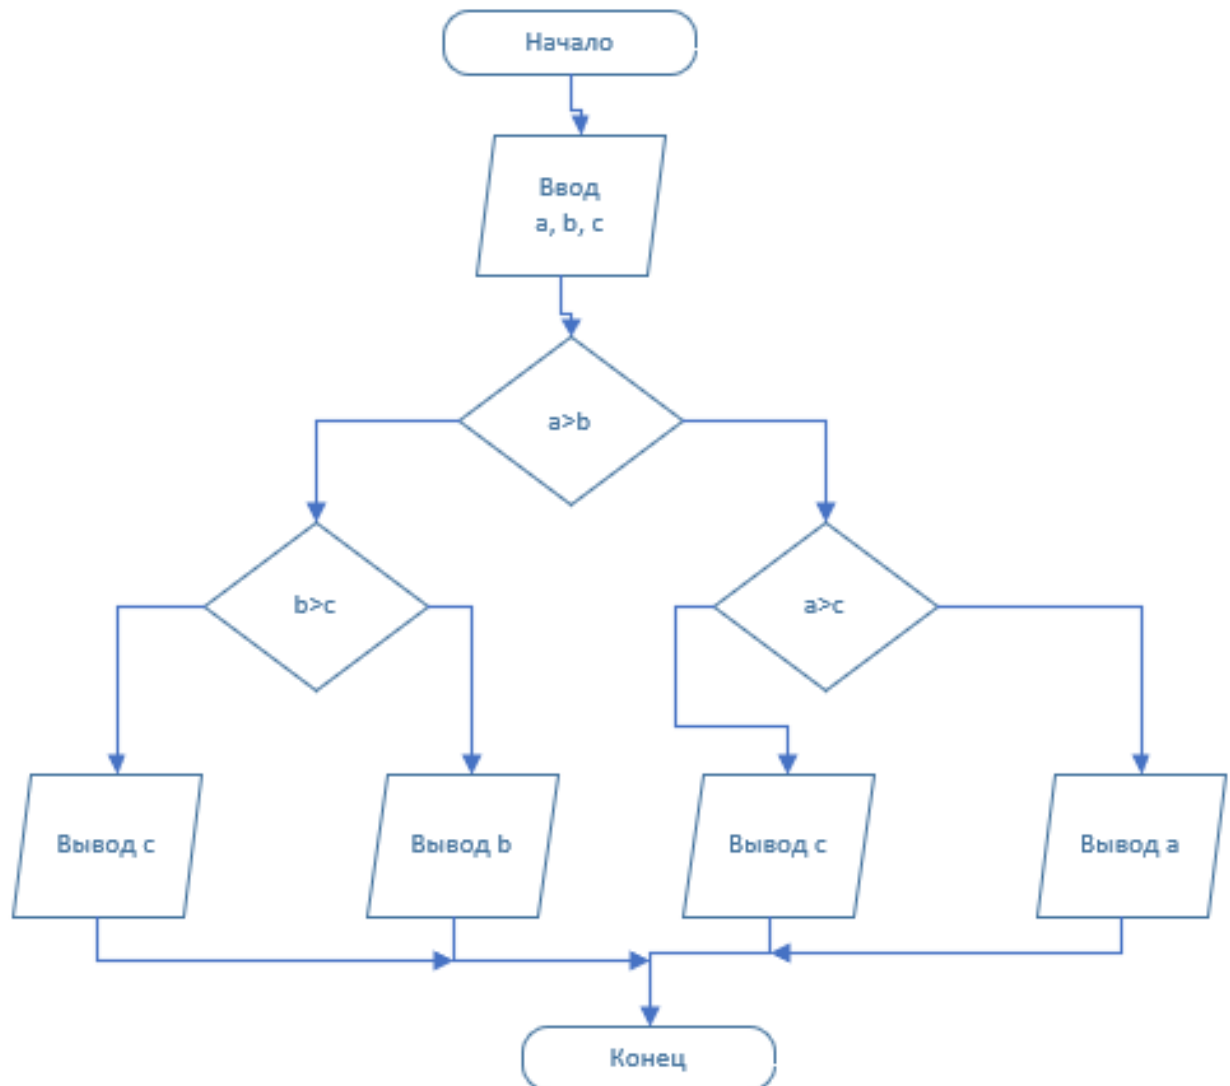 Начало
Ввод
a, b, c
a>b
b>c
a>c
Вывод c
Вывод b
Вывод c
Вывод a
Конец